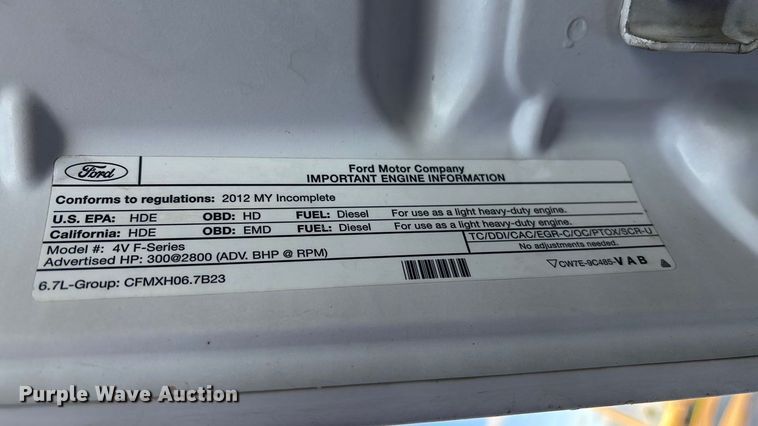 Ford
Ford Motor Company
IMPORTANT ENGINE INFORMATION
Conforms to regulations: 2012 MY Incomplete
U.S. EPA: HDE OBD: HD FUEL: Diesel For use as a light heavy-duty engine.
California: HDE OBD: EMD FUEL: Diesel For use as a light heavy-duty engine.
Model #: 4V F-Series TC/DDI/CAC/EGR-C/OC/PTOX/SCR-U
Advertised HP: 300@2800 (ADV. BHP @ RPM) No adjustments needed.
6.7L-Group: CFMXH06.7B23 CW7E-9C485-VAB
Purple Wave Auction